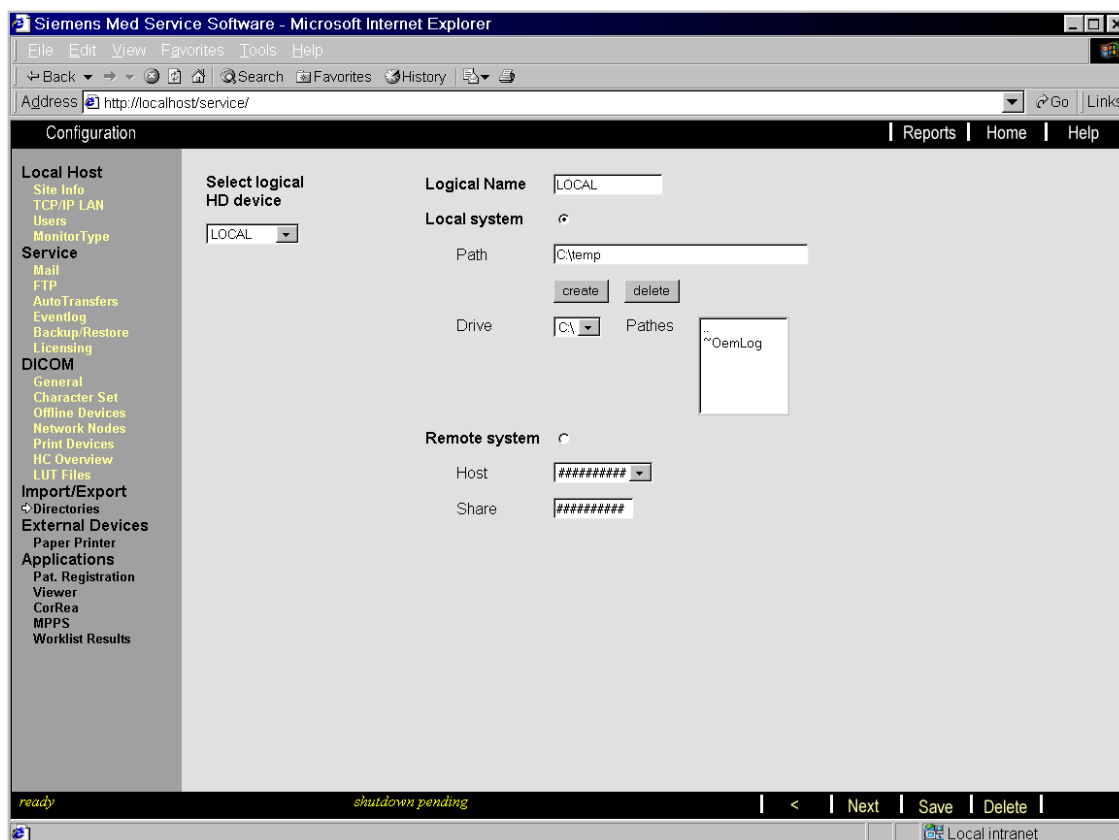 Siemens Med Service Software - Microsoft Internet Explorer
File Edit View Favorites Tools Help
Back Search Favorites History
Address http://localhost/service/ Go Links
Configuration Reports Home Help
Local Host
Site Info
TCP/IP LAN
Users
MonitorType
Service
Mail
FTP
AutoTransfers
Eventlog
Backup/Restore
Licensing
DICOM
General
Character Set
Offline Devices
Network Nodes
Print Devices
HC Overview
LUT Files
Import/Export
Directories
External Devices
Paper Printer
Applications
Pat. Registration
Viewer
CorRea
MPPS
Worklist Results
Select logical
HD device
LOCAL
Logical Name LOCAL
Local system
Path C:\temp
create delete
Drive C:\ Pathes
..
~OemLog
Remote system
Host ##########
Share ##########
ready shutdown pending < Next Save Delete
Local intranet